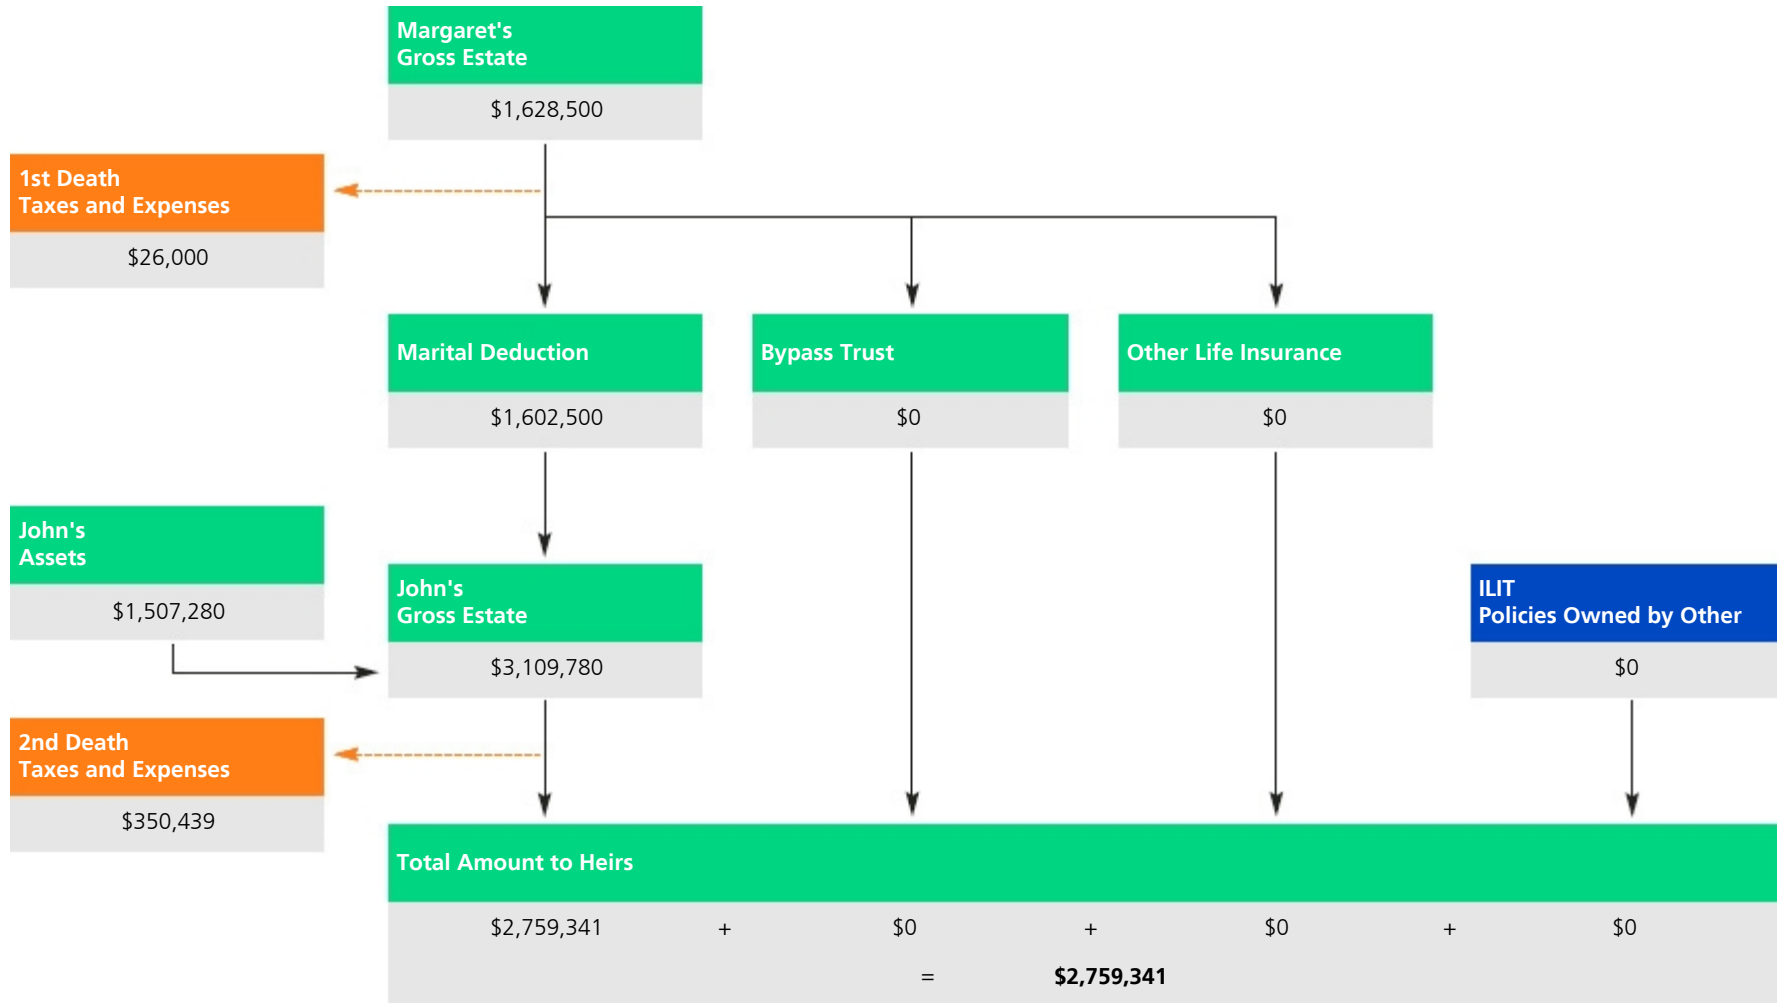 Margaret's
Gross Estate
$1,628,500
1st Death
Taxes and Expenses
$26,000
Marital Deduction
$1,602,500
Bypass Trust
$0
Other Life Insurance
$0
John's
Assets
$1,507,280
John's
Gross Estate
$3,109,780
ILIT
Policies Owned by Other
$0
2nd Death
Taxes and Expenses
$350,439
Total Amount to Heirs
$2,759,341 + $0 + $0 + $0
= $2,759,341